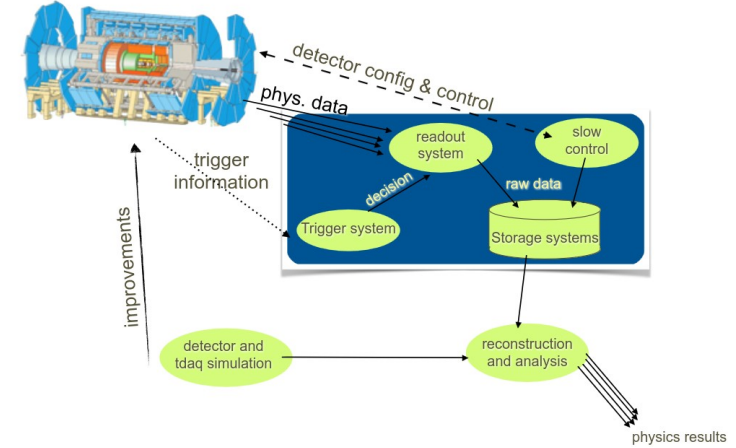 detector config & control
phys. data
readout
system
slow
control
trigger
information
decision
raw data
Trigger system
Storage systems
improvements
detector and
tdaq simulation
reconstruction
and analysis
physics results